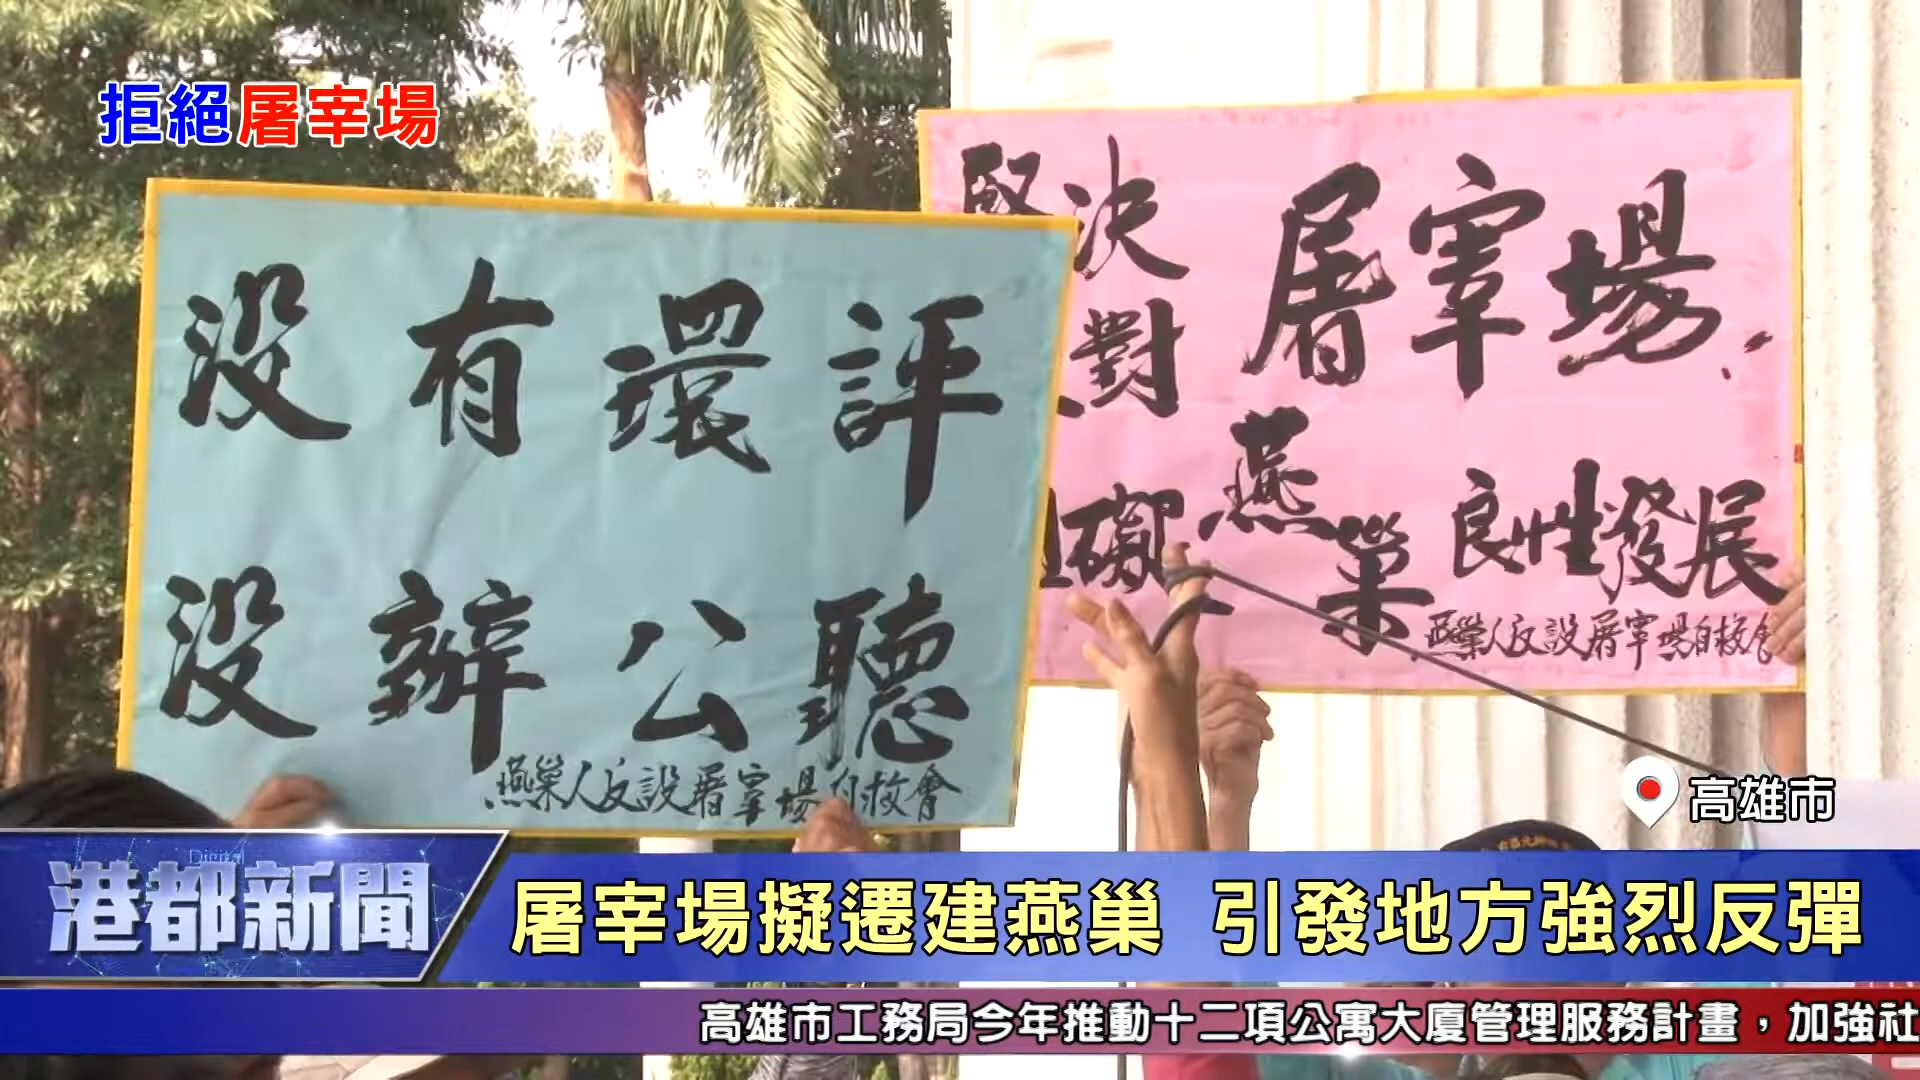 拒絕屠宰場
堅決 屠宰場
對
燕巢 良性發展
燕巢人反設屠宰場自救會
沒有環評
沒辦公聽
燕巢人反設屠宰場自救會
高雄市
港都新聞
屠宰場擬遷建燕巢 引發地方強烈反彈
高雄市工務局今年推動十二項公寓大廈管理服務計畫，加強社